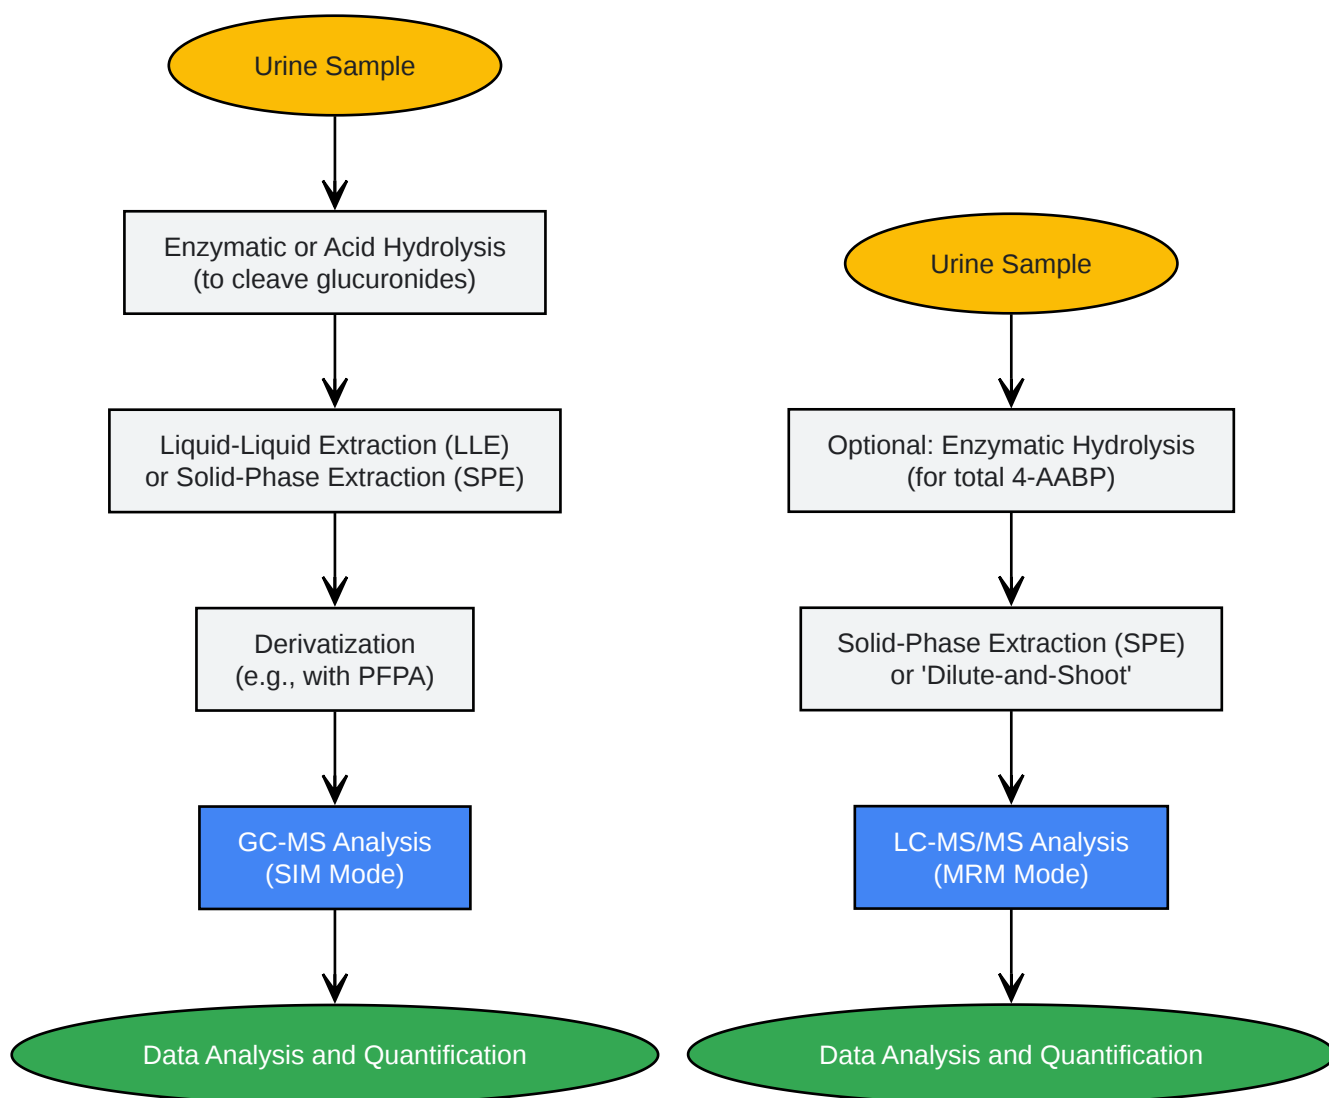 Urine Sample
Enzymatic or Acid Hydrolysis
(to cleave glucuronides)
Liquid-Liquid Extraction (LLE)
or Solid-Phase Extraction (SPE)
Derivatization
(e.g., with PFPA)
GC-MS Analysis
(SIM Mode)
Data Analysis and Quantification
Urine Sample
Optional: Enzymatic Hydrolysis
(for total 4-AABP)
Solid-Phase Extraction (SPE)
or 'Dilute-and-Shoot'
LC-MS/MS Analysis
(MRM Mode)
Data Analysis and Quantification